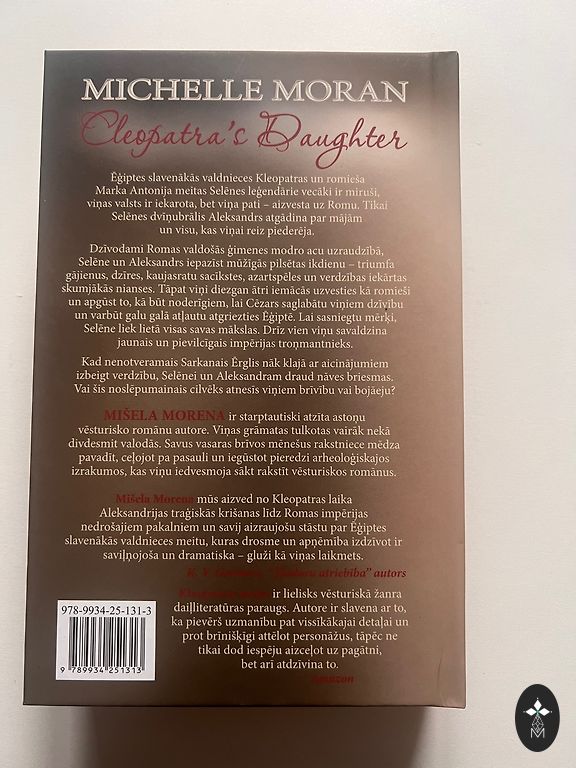 MICHELLE MORAN
Cleopatra's Daughter
Ēģiptes slavenākās valdnieces Kleopatras un romieša
Marka Antonija meitas Selēnes leģendārie vecāki ir miruši,
viņas valsts ir iekarota, bet viņa pati – aizvesta uz Romu. Tikai
Selēnes dvīņubrālis Aleksandrs atgādina par mājām
un visu, kas viņai reiz piederēja.
Dzīvodami Romas valdošās ģimenes modro acu uzraudzībā,
Selēne un Aleksandrs iepazīst mūžīgās pilsētas ikdienu – triumfa
gājienus, dzīres, kaujasratu sacīkstes, azartspēles un verdzības iekārtas
skumjākās nianses. Tāpat viņi diezgan ātri iemācās uzvesties kā romieši
un apgūst to, kā būt noderīgiem, lai Cēzars saglabātu viņiem dzīvību
un varbūt galu galā atļautu atgriezties Ēģiptē. Lai sasniegtu mērķi,
Selēne liek lietā visas savas mākslas. Drīz vien viņu savaldzina
jaunais un pievilcīgais impērijas troņmantnieks.
Kad nenotveramais Sarkanais Ērglis nāk klajā ar aicinājumiem
izbeigt verdzību, Selēnei un Aleksandram draud nāves briesmas.
Vai šis noslēpumainais cilvēks atnesīs viņiem brīvību vai bojāeju?
MIŠELA MORENA ir starptautiski atzīta astoņu
vēsturisko romānu autore. Viņas grāmatas tulkotas vairāk nekā
divdesmit valodās. Savus vasaras brīvos mēnešus rakstniece mēdza
pavadīt, ceļojot pa pasauli un iegūstot pieredzi arheoloģiskajos
izrakumos, kas viņu iedvesmoja sākt rakstīt vēsturiskos romānus.
Mišela Morena mūs aizved no Kleopatras laika
Aleksandrijas traģiskās krišanas līdz Romas impērijas
nedrošajiem pakalniem un savij aizraujošu stāstu par Ēģiptes
slavenākās valdnieces meitu, kuras drosme un apņēmība izdzīvot ir
saviļņojoša un dramatiska – gluži kā viņas laikmets.
K. V. "Tjudoru atriebība" autors
ir lielisks vēsturiskā žanra
daiļliteratūras paraugs. Autore ir slavena ar to,
ka pievērš uzmanību pat vissīkākajai detaļai un
prot brīnišķīgi attēlot personāžus, tāpēc ne
tikai dod iespēju aizceļot uz pagātni,
bet arī atdzīvina to.
Amazon
978-9934-25-131-3
9 789934 251313
M